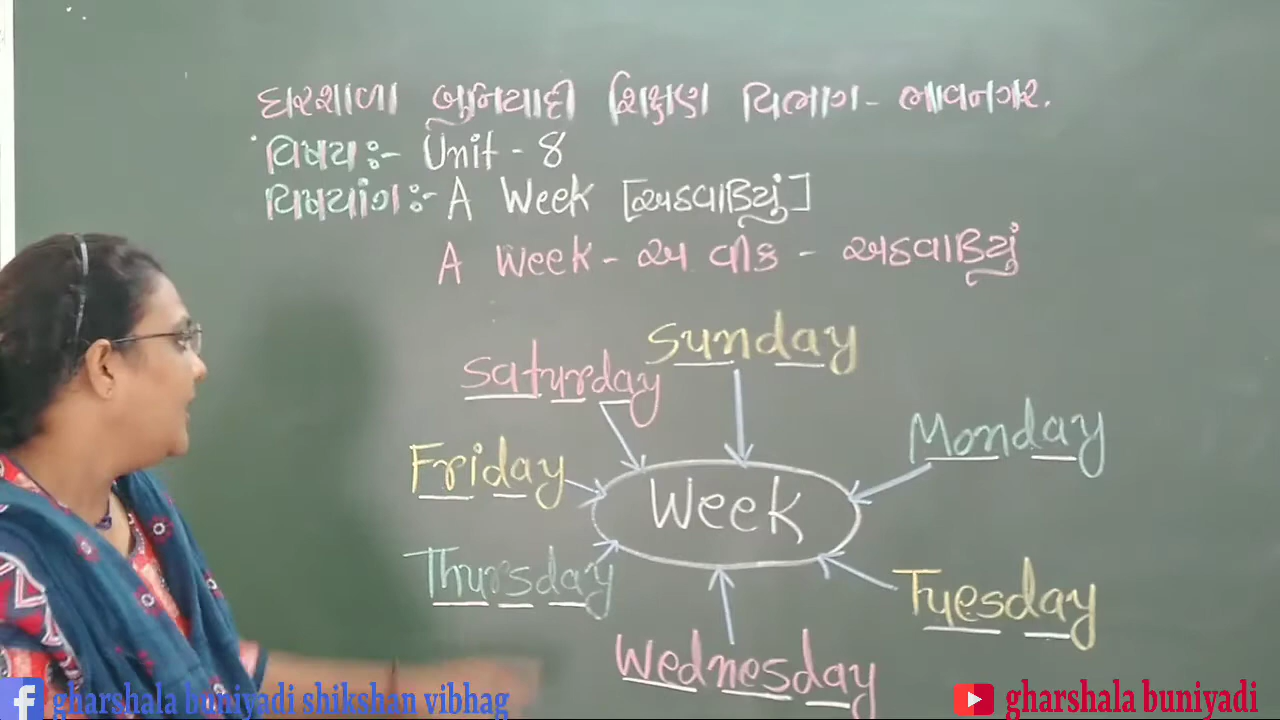 ઘરશાળા બુનિયાદી શિક્ષણ વિભાગ - ભાવનગર.
વિષય :- Unit - 8
વિષયાંગ :- A Week [અઠવાડિયું]
A Week - અ વીક - અઠવાડિયું
Sunday
Saturday
Monday
Friday
Week
Thursday
Tuesday
Wednesday
gharshala buniyadi shikshan vibhag
gharshala buniyadi